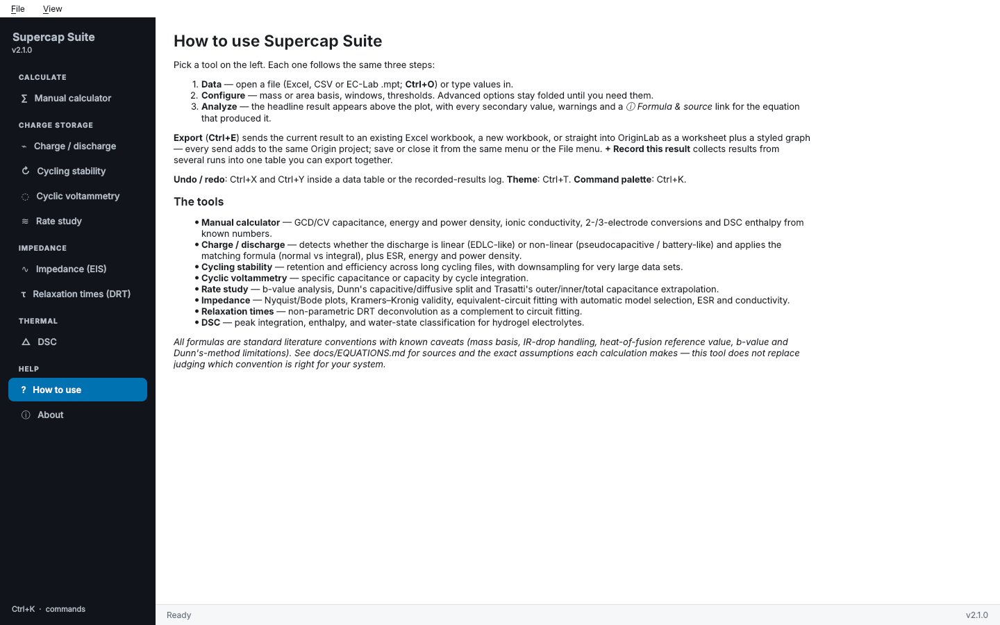 File View
Supercap Suite
v2.1.0
CALCULATE
∑ Manual calculator
CHARGE STORAGE
⌁ Charge / discharge
↻ Cycling stability
◌ Cyclic voltammetry
≋ Rate study
IMPEDANCE
∿ Impedance (EIS)
τ Relaxation times (DRT)
THERMAL
△ DSC
HELP
? How to use
ⓘ About
Ctrl+K · commands
How to use Supercap Suite
Pick a tool on the left. Each one follows the same three steps:
1. Data — open a file (Excel, CSV or EC-Lab .mpt; Ctrl+O) or type values in.
2. Configure — mass or area basis, windows, thresholds. Advanced options stay folded until you need them.
3. Analyze — the headline result appears above the plot, with every secondary value, warnings and a ⓘ Formula & source link for the equation
that produced it.
Export (Ctrl+E) sends the current result to an existing Excel workbook, a new workbook, or straight into OriginLab as a worksheet plus a styled graph
— every send adds to the same Origin project; save or close it from the same menu or the File menu. + Record this result collects results from
several runs into one table you can export together.
Undo / redo: Ctrl+X and Ctrl+Y inside a data table or the recorded-results log. Theme: Ctrl+T. Command palette: Ctrl+K.
The tools
• Manual calculator — GCD/CV capacitance, energy and power density, ionic conductivity, 2-/3-electrode conversions and DSC enthalpy from
known numbers.
• Charge / discharge — detects whether the discharge is linear (EDLC-like) or non-linear (pseudocapacitive / battery-like) and applies the
matching formula (normal vs integral), plus ESR, energy and power density.
• Cycling stability — retention and efficiency across long cycling files, with downsampling for very large data sets.
• Cyclic voltammetry — specific capacitance or capacity by cycle integration.
• Rate study — b-value analysis, Dunn's capacitive/diffusive split and Trasatti's outer/inner/total capacitance extrapolation.
• Impedance — Nyquist/Bode plots, Kramers–Kronig validity, equivalent-circuit fitting with automatic model selection, ESR and conductivity.
• Relaxation times — non-parametric DRT deconvolution as a complement to circuit fitting.
• DSC — peak integration, enthalpy, and water-state classification for hydrogel electrolytes.
All formulas are standard literature conventions with known caveats (mass basis, IR-drop handling, heat-of-fusion reference value, b-value and
Dunn's-method limitations). See docs/EQUATIONS.md for sources and the exact assumptions each calculation makes — this tool does not replace
judging which convention is right for your system.
Ready
v2.1.0